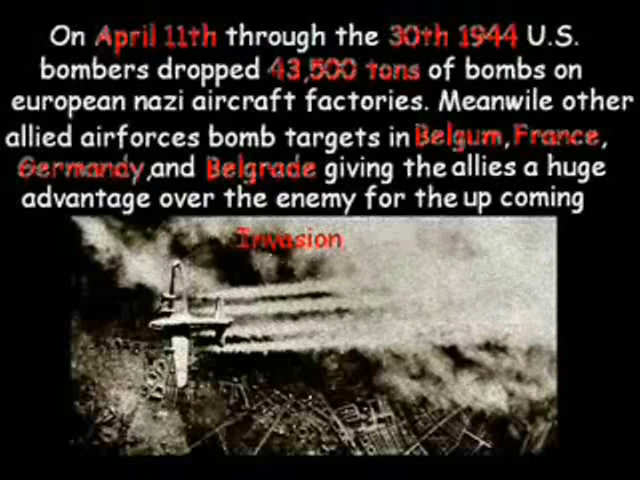 On April 11th through the 30th 1944 U.S.
bombers dropped 43,500 tons of bombs on
european nazi aircraft factories. Meanwile other
allied airforces bomb targets in Belgum, France,
Germandy,and Belgrade giving the allies a huge
advantage over the enemy for the up coming
Invasion